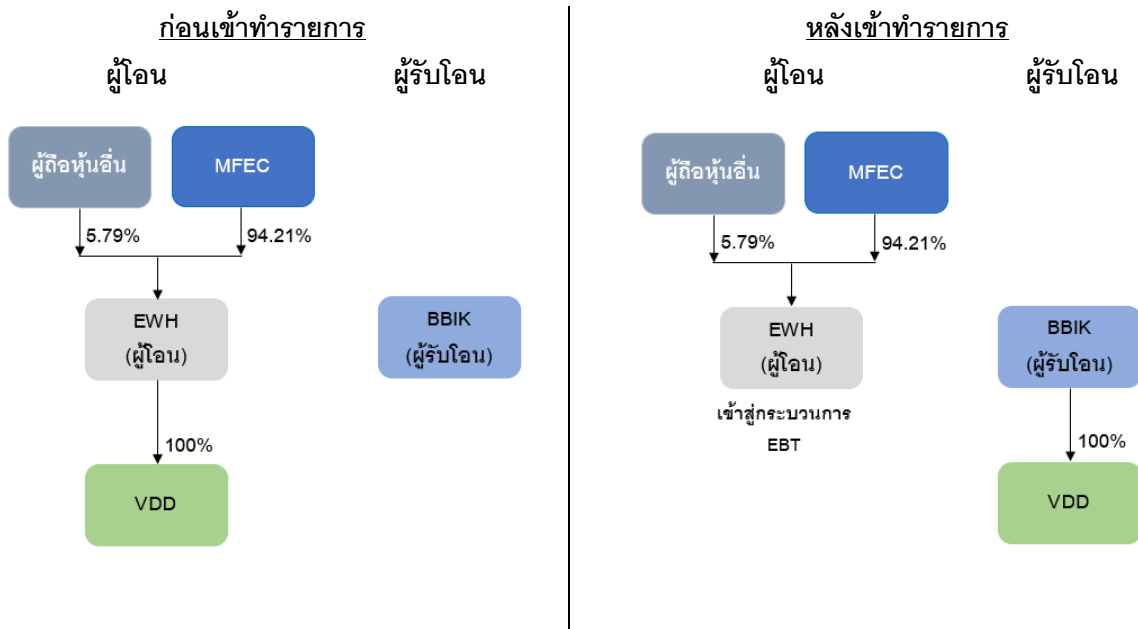 ก่อนเข้าทำรายการ
ผู้โอน
ผู้รับโอน
ผู้ถือหุ้นอื่น
MFEC
5.79%
94.21%
EWH
(ผู้โอน)
BBIK
(ผู้รับโอน)
100%
VDD
หลังเข้าทำรายการ
ผู้โอน
ผู้รับโอน
ผู้ถือหุ้นอื่น
MFEC
5.79%
94.21%
EWH
(ผู้โอน)
BBIK
(ผู้รับโอน)
เข้าสู่กระบวนการ
EBT
100%
VDD